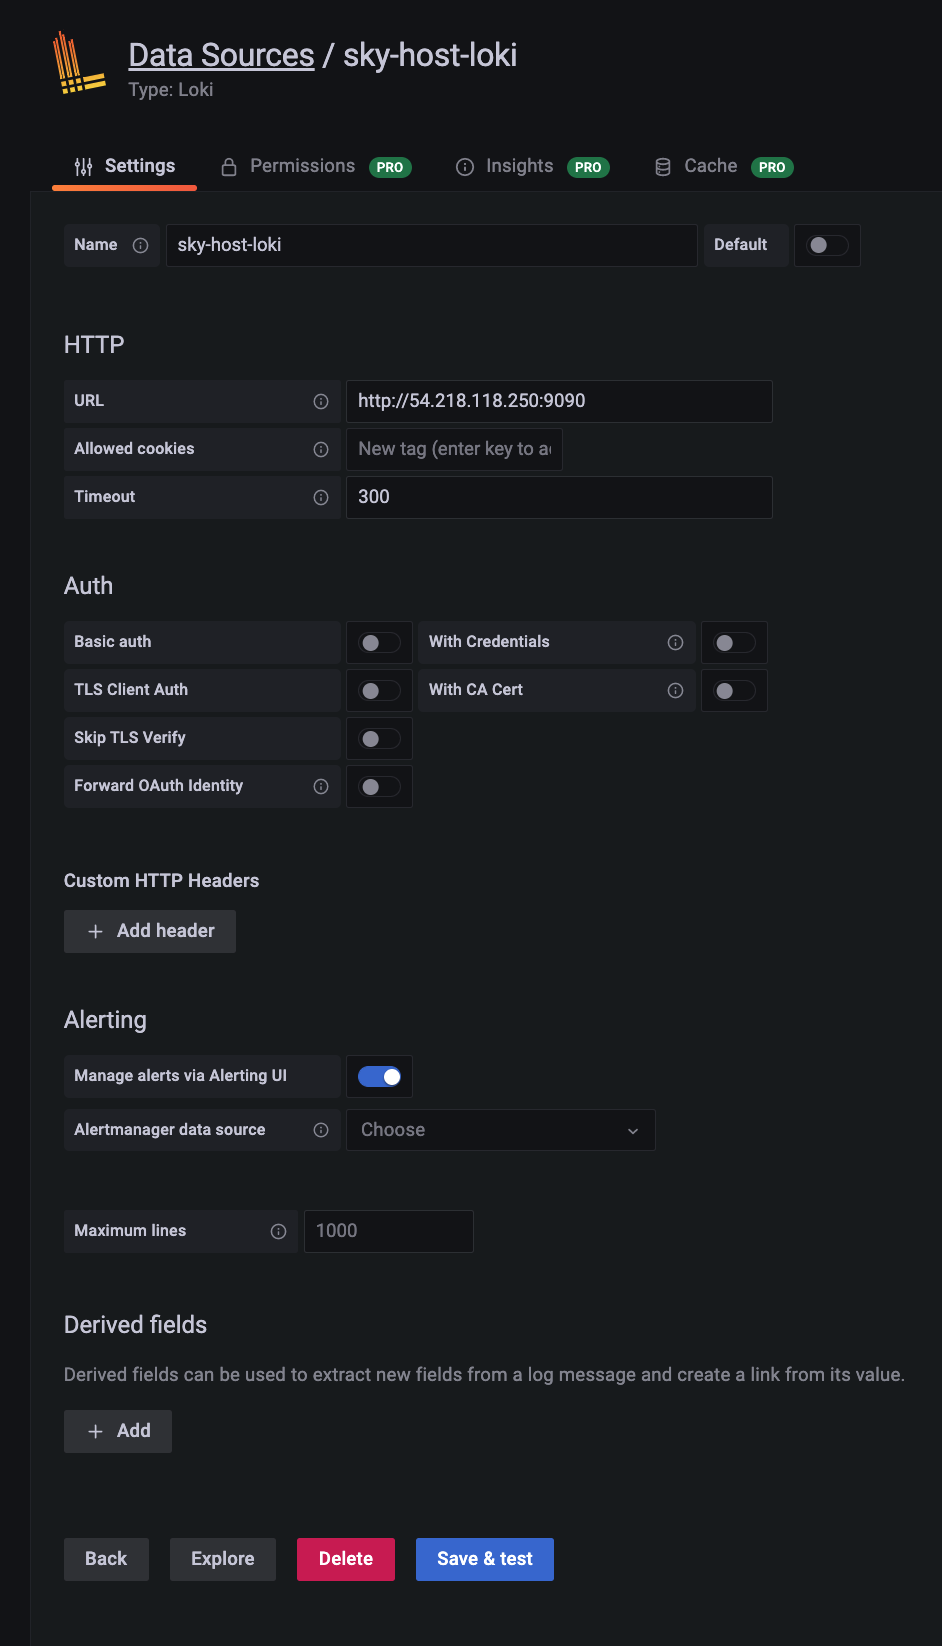 Data Sources / sky-host-loki
Type: Loki
Settings Permissions PRO Insights PRO Cache PRO
Name sky-host-loki Default
HTTP
URL http://54.218.118.250:9090
Allowed cookies New tag (enter key to a
Timeout 300
Auth
Basic auth With Credentials
TLS Client Auth With CA Cert
Skip TLS Verify
Forward OAuth Identity
Custom HTTP Headers
+ Add header
Alerting
Manage alerts via Alerting UI
Alertmanager data source Choose
Maximum lines 1000
Derived fields
Derived fields can be used to extract new fields from a log message and create a link from its value.
+ Add
Back Explore Delete Save & test